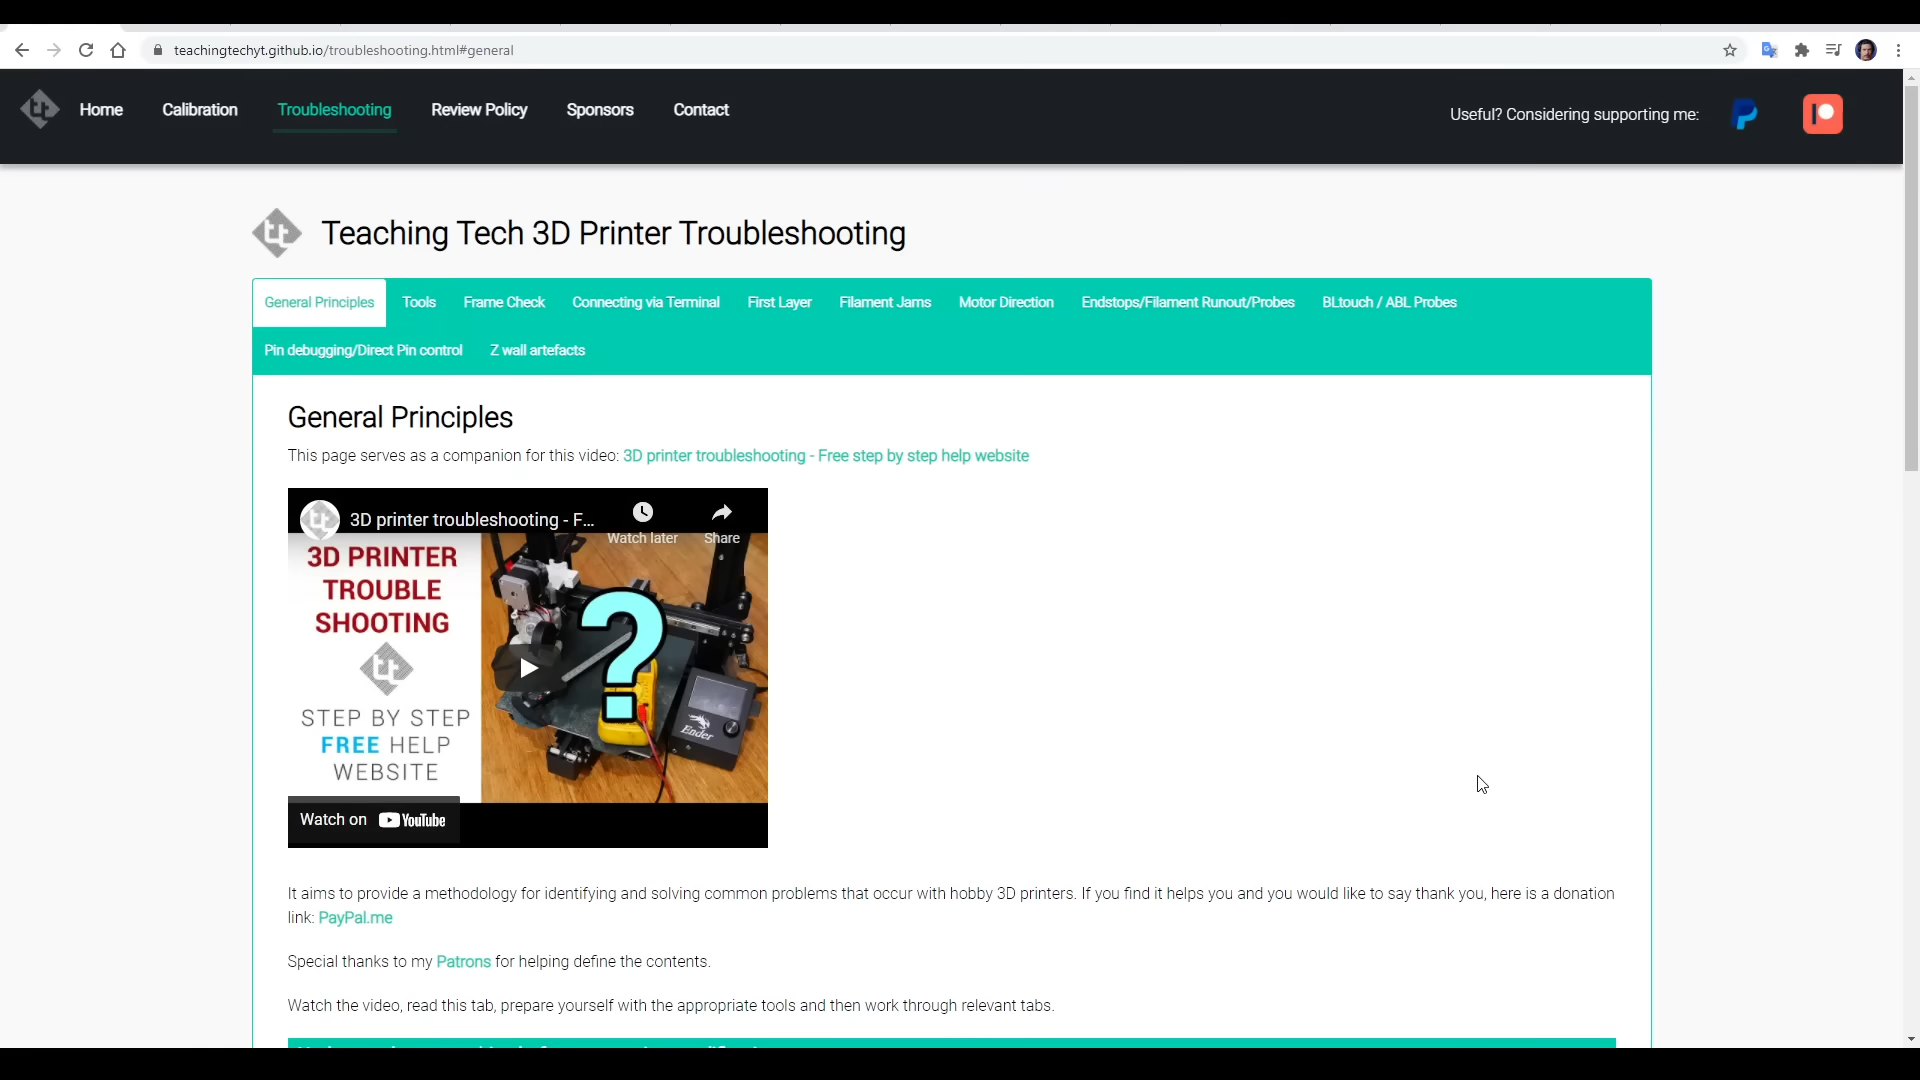 teachingtechyt.github.io/troubleshooting.html#general
Home Calibration Troubleshooting Review Policy Sponsors Contact
Useful? Considering supporting me:
Teaching Tech 3D Printer Troubleshooting
General Principles Tools Frame Check Connecting via Terminal First Layer Filament Jams Motor Direction Endstops/Filament Runout/Probes BLtouch / ABL Probes
Pin debugging/Direct Pin control Z wall artefacts
General Principles
This page serves as a companion for this video: 3D printer troubleshooting - Free step by step help website
3D printer troubleshooting - F...
Watch later Share
3D PRINTER
TROUBLE
SHOOTING
STEP BY STEP
FREE HELP
WEBSITE
?
Ender
Watch on YouTube
It aims to provide a methodology for identifying and solving common problems that occur with hobby 3D printers. If you find it helps you and you would like to say thank you, here is a donation
link: PayPal.me
Special thanks to my Patrons for helping define the contents.
Watch the video, read this tab, prepare yourself with the appropriate tools and then work through relevant tabs.